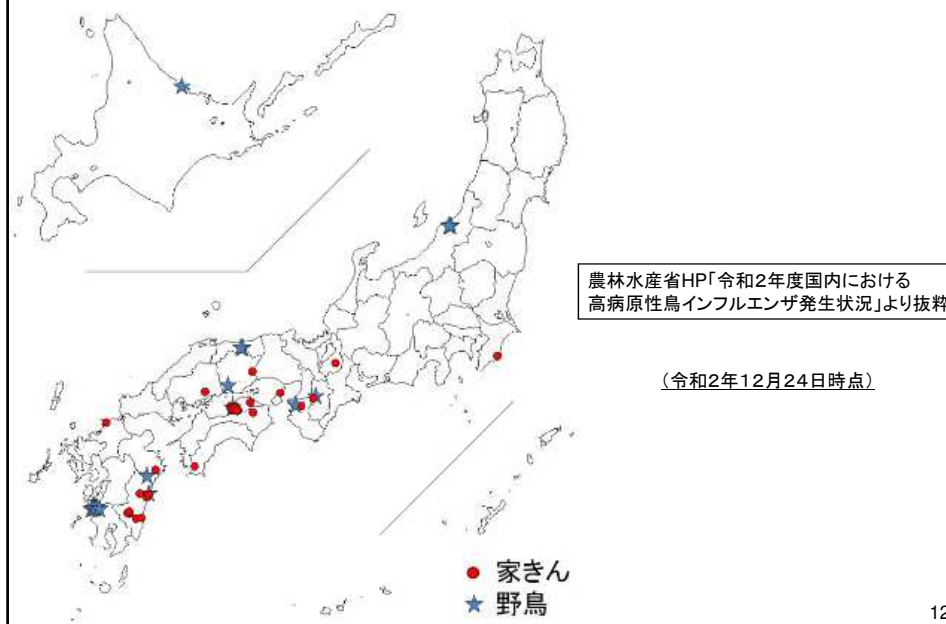 農林水産省HP「令和2年度国内における
高病原性鳥インフルエンザ発生状況」より抜粋
(令和2年12月24日時点)
家きん
野鳥
12